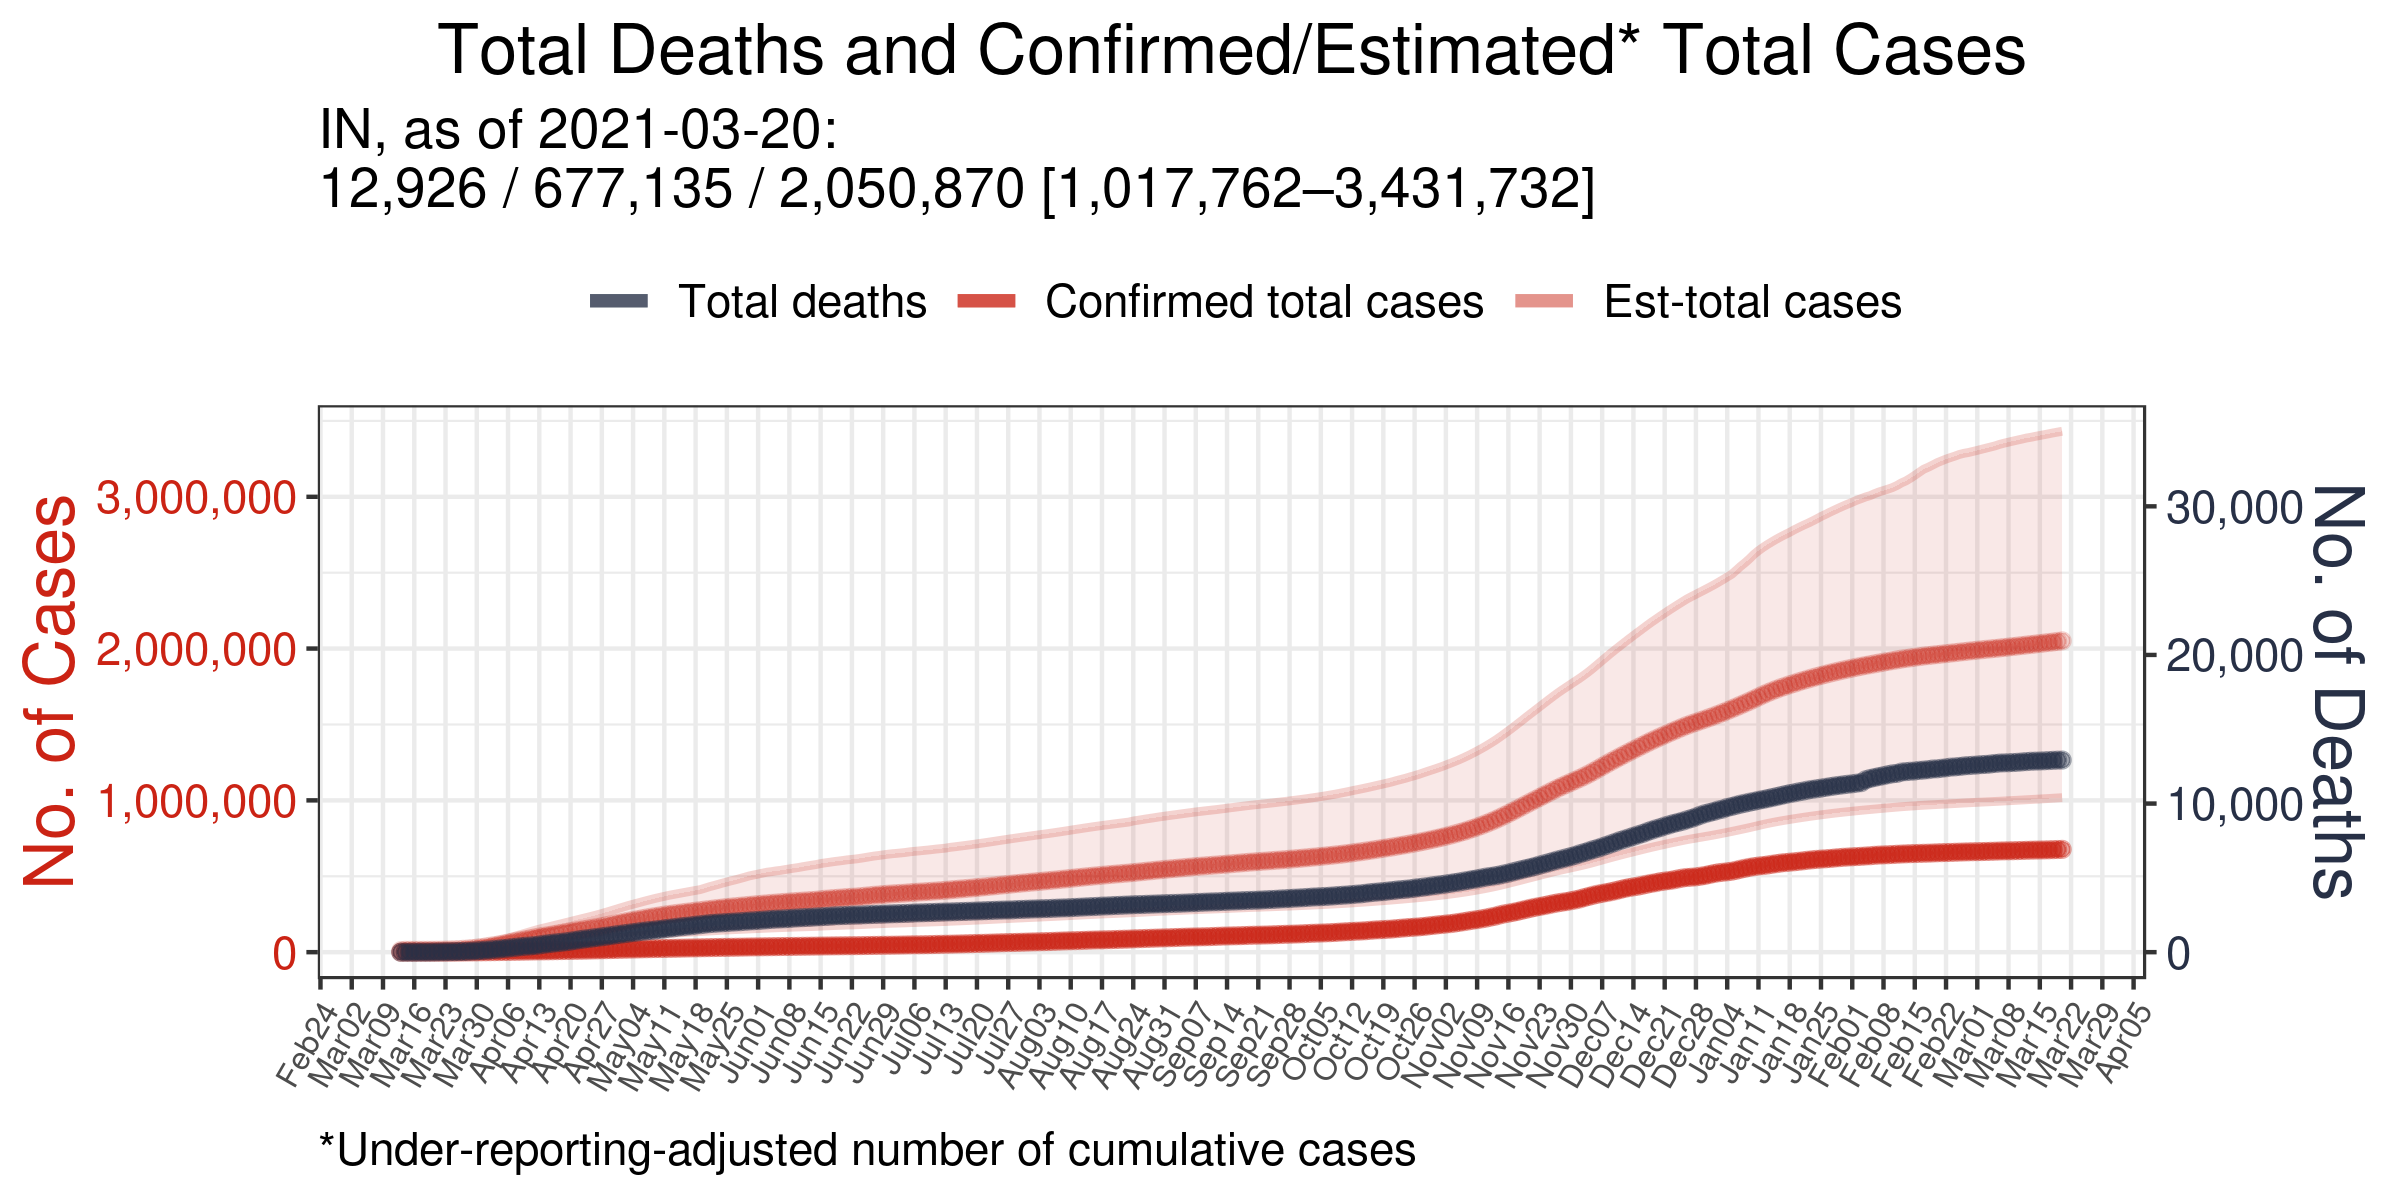 Total Deaths and Confirmed/Estimated* Total Cases
IN, as of 2021-03-20:
12,926 / 677,135 / 2,050,870 [1,017,762–3,431,732]
Total deaths
Confirmed total cases
Est-total cases
No. of Cases
3,000,000
2,000,000
1,000,000
0
30,000
20,000
10,000
0
No. of Deaths
Feb24
Mar02
Mar09
Mar16
Mar23
Mar30
Apr06
Apr13
Apr20
Apr27
May04
May11
May18
May25
Jun01
Jun08
Jun15
Jun22
Jun29
Jul06
Jul13
Jul20
Jul27
Aug03
Aug10
Aug17
Aug24
Aug31
Sep07
Sep14
Sep21
Sep28
Oct05
Oct12
Oct19
Oct26
Nov02
Nov09
Nov16
Nov23
Nov30
Dec07
Dec14
Dec21
Dec28
Jan04
Jan11
Jan18
Jan25
Feb01
Feb08
Feb15
Feb22
Mar01
Mar08
Mar15
Mar22
Mar29
Apr05
*Under-reporting-adjusted number of cumulative cases